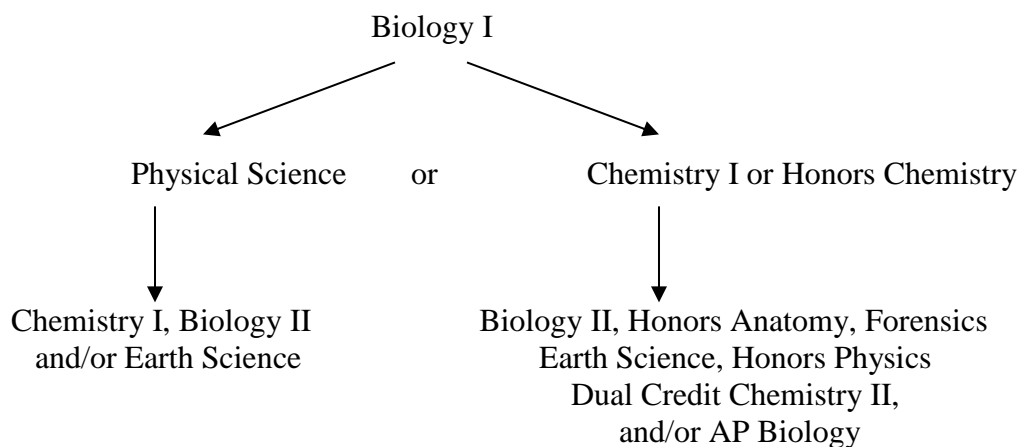 Biology I
Physical Science or Chemistry I or Honors Chemistry
Chemistry I, Biology II
and/or Earth Science
Biology II, Honors Anatomy, Forensics
Earth Science, Honors Physics
Dual Credit Chemistry II,
and/or AP Biology